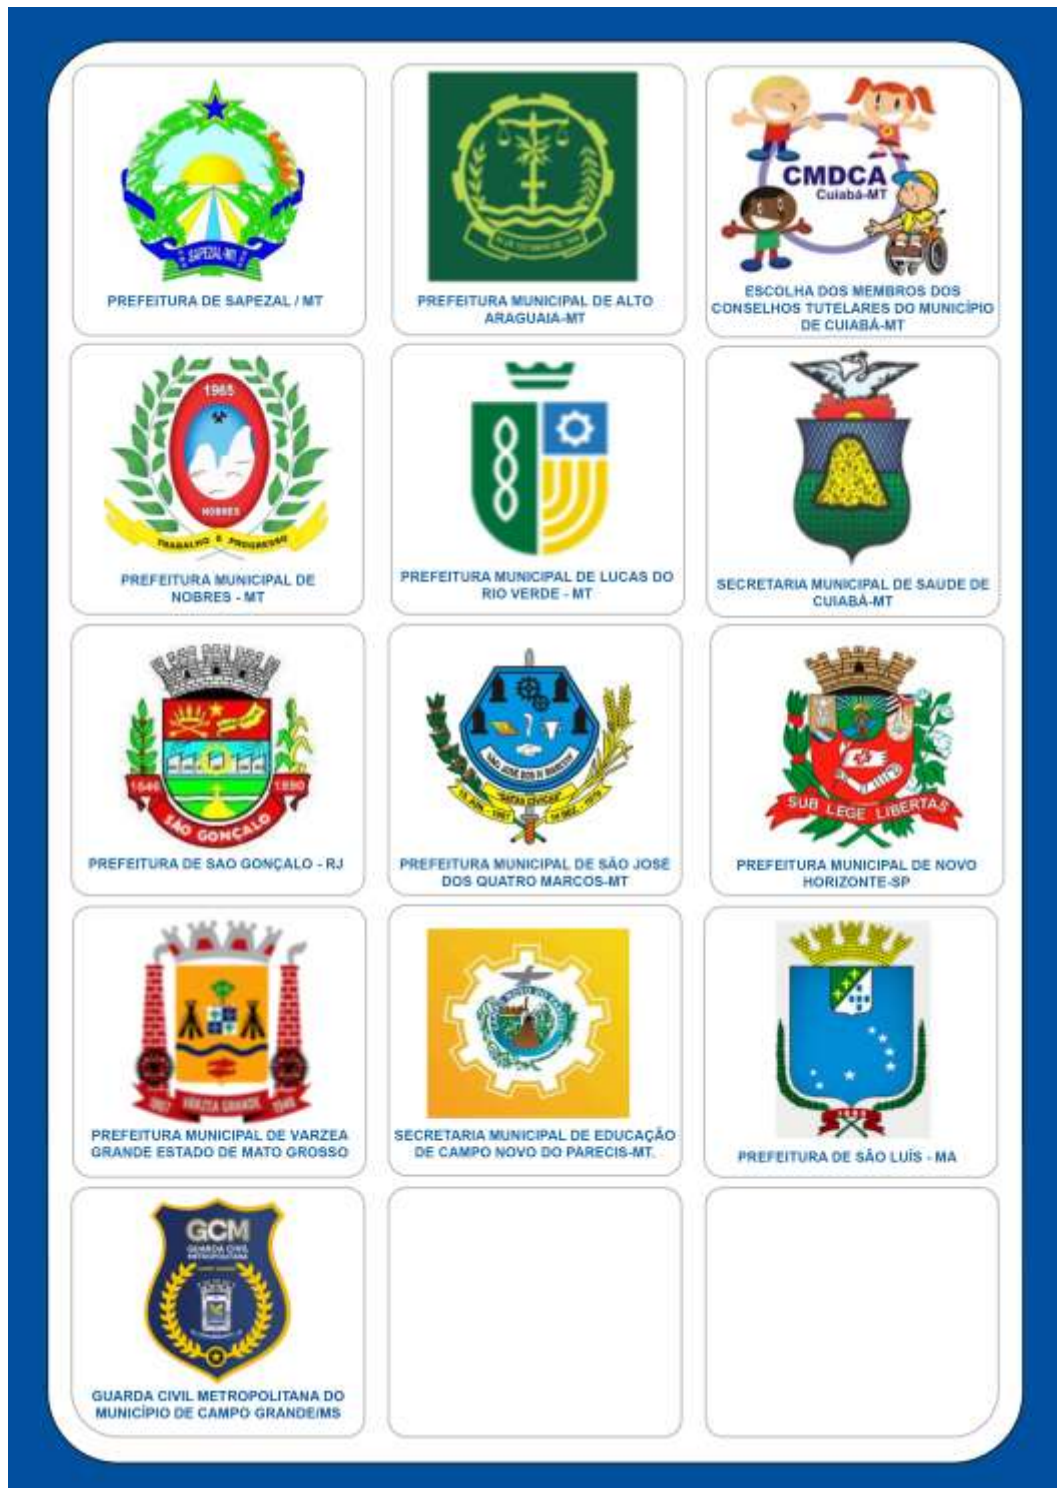 SAPEZAL-MT
PREFEITURA DE SAPEZAL / MT
PREFEITURA MUNICIPAL DE ALTO
ARAGUAIA-MT
CMDCA
Cuiabá-MT
ESCOLHA DOS MEMBROS DOS
CONSELHOS TUTELARES DO MUNICÍPIO
DE CUIABÁ-MT
1965
NOBRES
TRABALHO E PROGRESSO
PREFEITURA MUNICIPAL DE
NOBRES - MT
PREFEITURA MUNICIPAL DE LUCAS DO
RIO VERDE - MT
SECRETARIA MUNICIPAL DE SAUDE DE
CUIABÁ-MT
1646 1890
SÃO GONÇALO
PREFEITURA DE SAO GONÇALO - RJ
PREFEITURA MUNICIPAL DE SÃO JOSÉ
DOS QUATRO MARCOS-MT
SUB LEGE LIBERTAS
PREFEITURA MUNICIPAL DE NOVO
HORIZONTE-SP
1867 VARZEA GRANDE 1948
PREFEITURA MUNICIPAL DE VARZEA
GRANDE ESTADO DE MATO GROSSO
SECRETARIA MUNICIPAL DE EDUCAÇÃO
DE CAMPO NOVO DO PARECIS-MT.
PREFEITURA DE SÃO LUÍS - MA
GCM
GUARDA CIVIL
METROPOLITANA
GUARDA CIVIL METROPOLITANA DO
MUNICÍPIO DE CAMPO GRANDE/MS